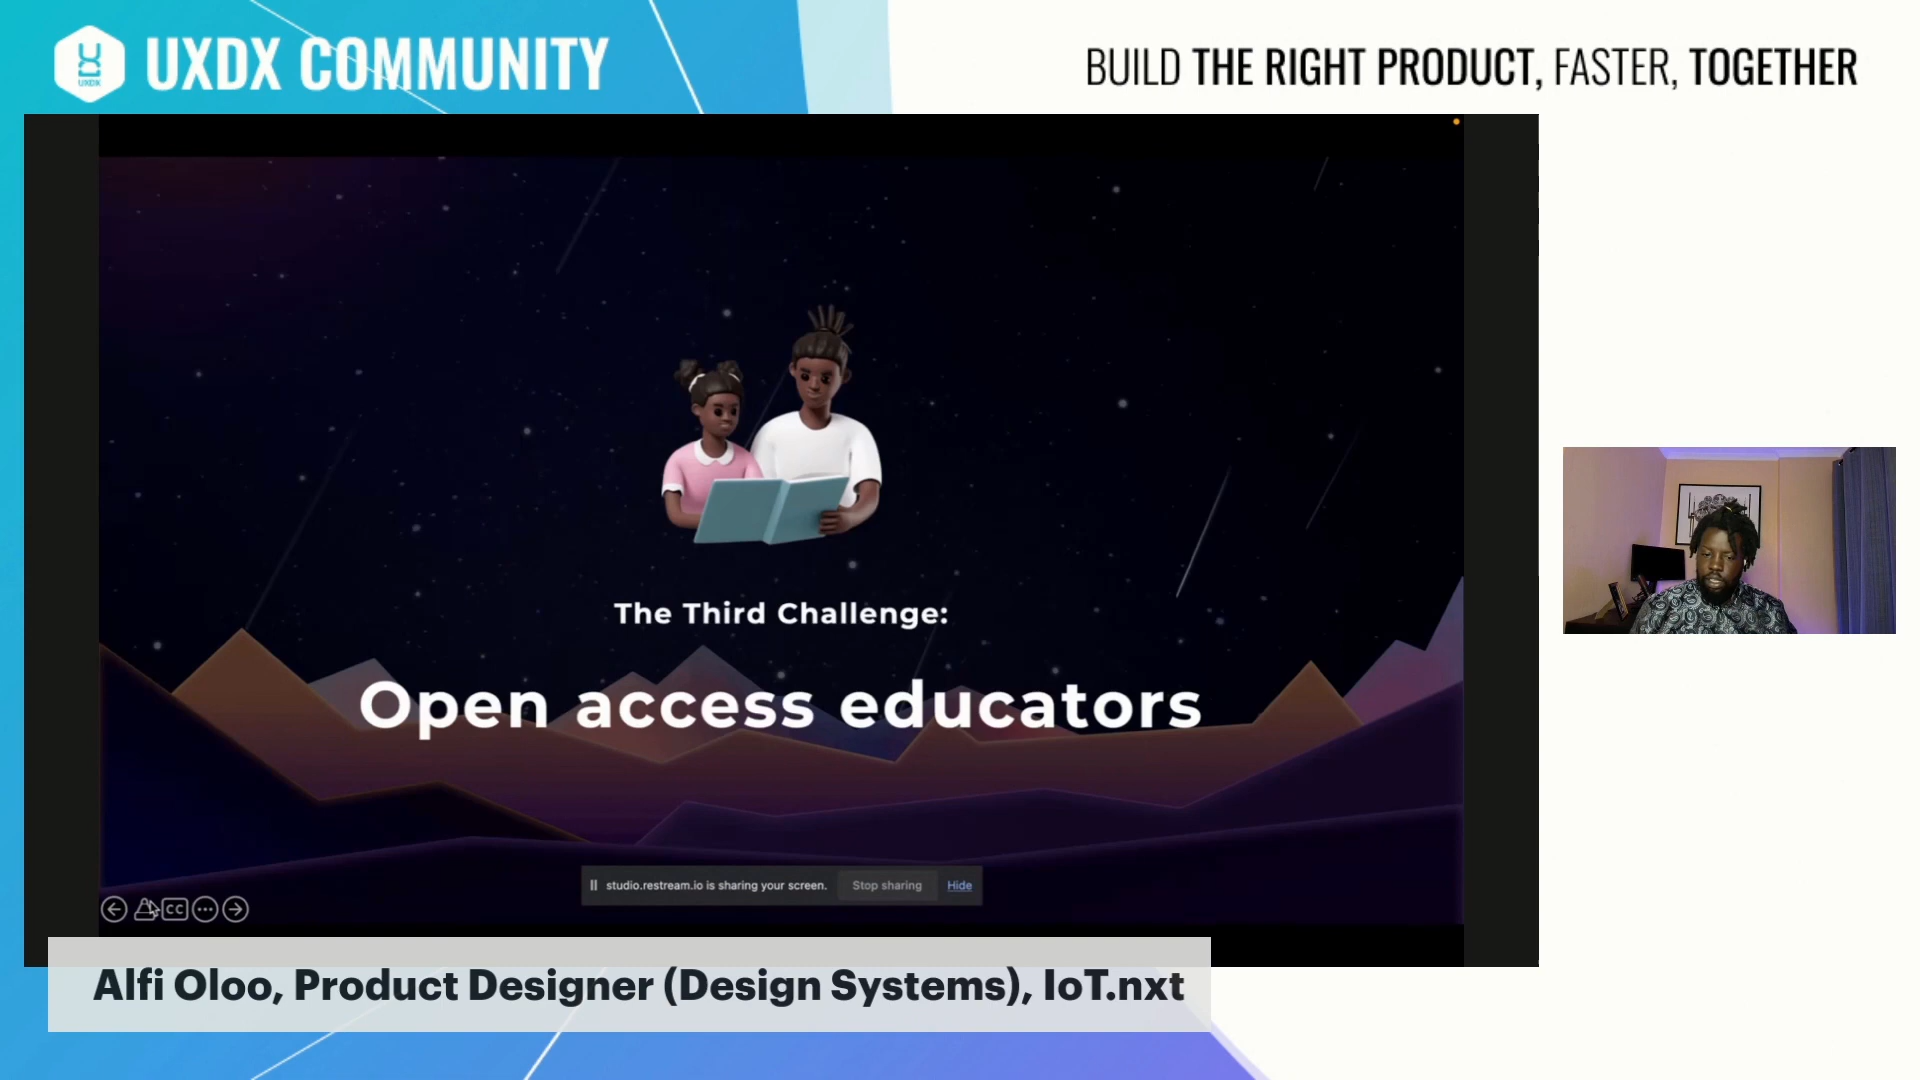 UXDX
UXDX COMMUNITY
BUILD THE RIGHT PRODUCT, FASTER, TOGETHER
The Third Challenge:
Open access educators
studio.restream.io is sharing your screen. Stop sharing Hide
CC
Alfi Oloo, Product Designer (Design Systems), IoT.nxt